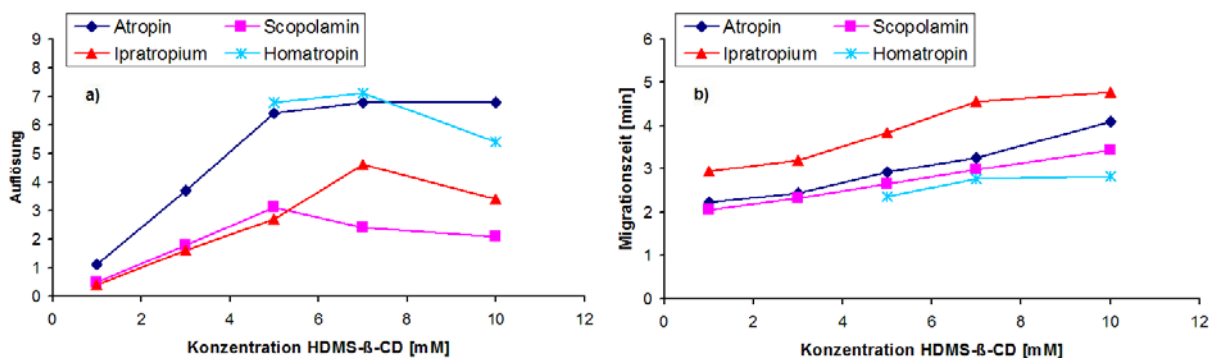 Atropin Scopolamin
Ipratropium Homatropin
a)
Auflösung
9
8
7
6
5
4
3
2
1
0
0 2 4 6 8 10 12
Konzentration HDMS-ß-CD [mM]
Atropin Scopolamin
Ipratropium Homatropin
b)
Migrationszeit [min]
6
5
4
3
2
1
0
0 2 4 6 8 10 12
Konzentration HDMS-ß-CD [mM]